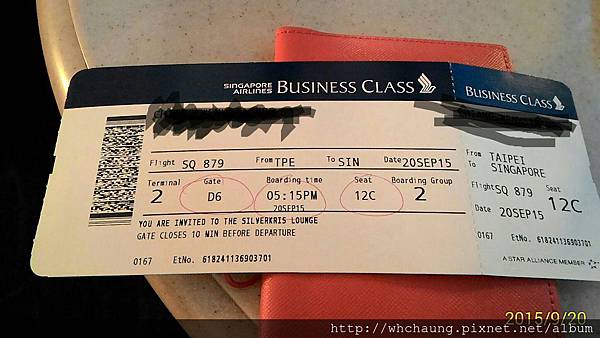 SINGAPORE AIRLINES BUSINESS CLASS
Flight SQ 879 From TPE To SIN Date 20SEP15
Terminal Gate Boarding time Seat Boarding Group
2 D6 05:15PM 12C 2
20SEP15
YOU ARE INVITED TO THE SILVERKRIS LOUNGE
GATE CLOSES 10 MIN BEFORE DEPARTURE
0167 EtNo. 618241136903701
BUSINESS CLASS
From TAIPEI
To SINGAPORE
Flight SQ 879 Seat
Date 20SEP15 12C
0167 EtNo. 618241136903701
A STAR ALLIANCE MEMBER
2015/9/20
http://whchaung.pixnet.net/album